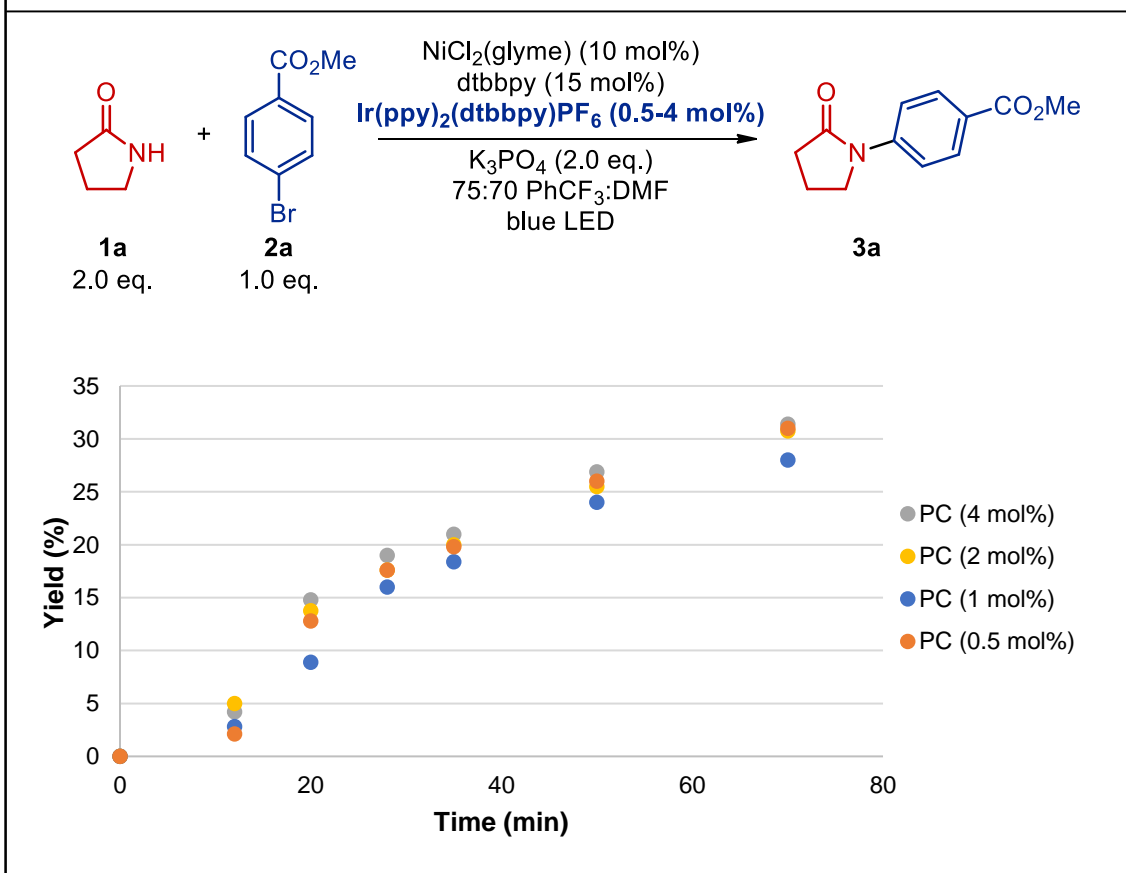 NiCl2(glyme) (10 mol%)
dtbbpy (15 mol%)
Ir(ppy)2(dtbbpy)PF6 (0.5-4 mol%)
K3PO4 (2.0 eq.)
75:70 PhCF3:DMF
blue LED
O
NH
1a
2.0 eq.
+
CO2Me
Br
2a
1.0 eq.
O
N
CO2Me
3a
35
30
25
20
15
10
5
0
Yield (%)
0 20 40 60 80
Time (min)
PC (4 mol%)
PC (2 mol%)
PC (1 mol%)
PC (0.5 mol%)